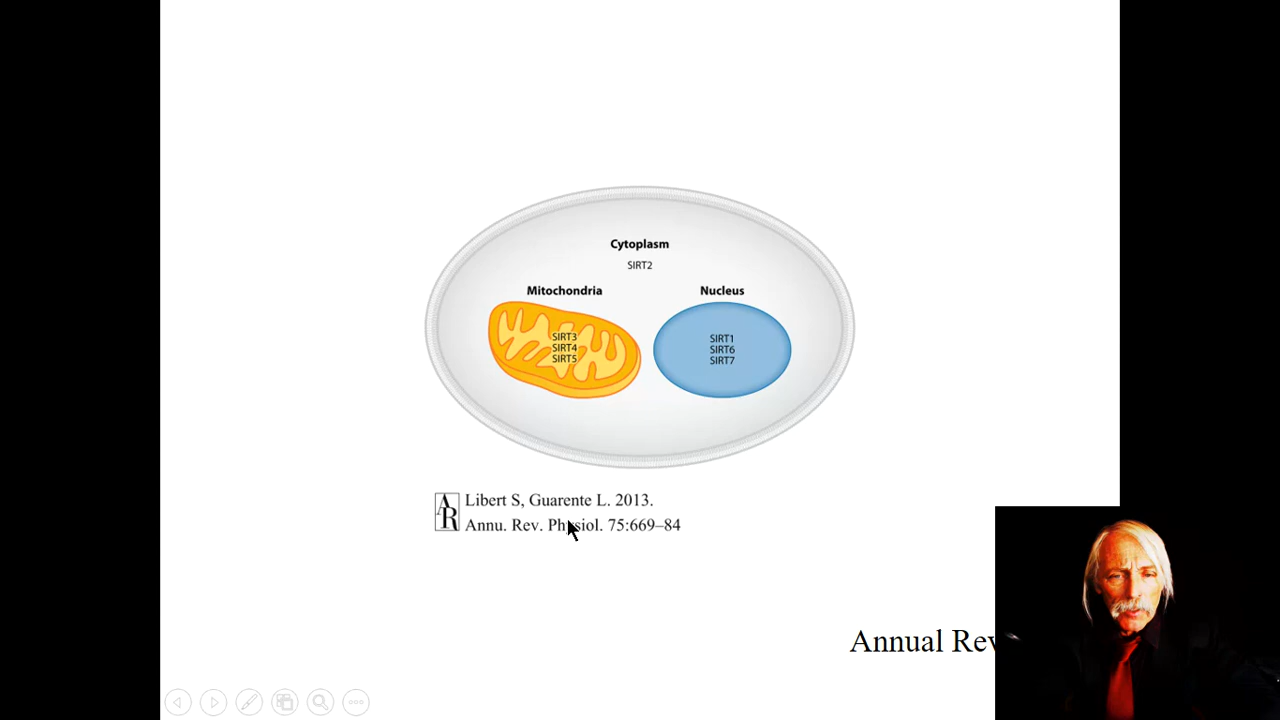 Cytoplasm
SIRT2
Mitochondria
Nucleus
SIRT3
SIRT4
SIRT5
SIRT1
SIRT6
SIRT7
AR
Libert S, Guarente L. 2013.
Annu. Rev. Physiol. 75:669–84
Annual Rev